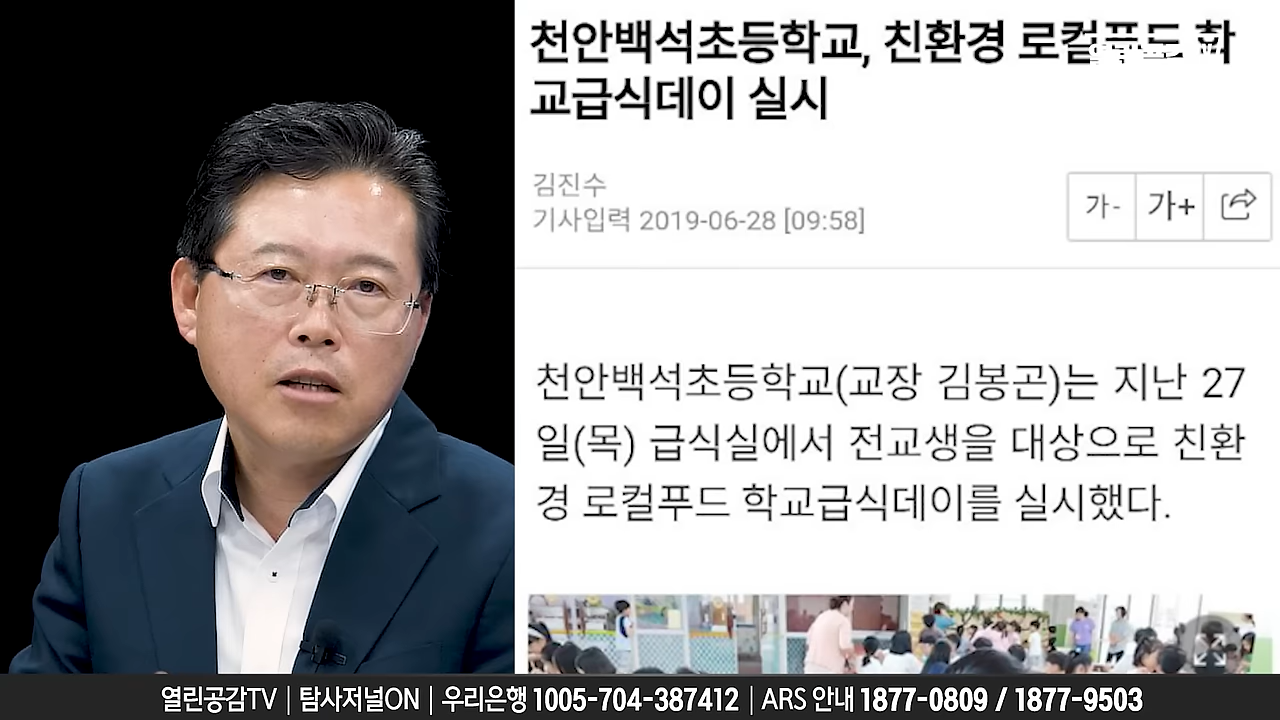 천안백석초등학교, 친환경 로컬푸드 학
교급식데이 실시
김진수
기사입력 2019-06-28 [09:58]
가-
가+
천안백석초등학교(교장 김봉곤)는 지난 27
일(목) 급식실에서 전교생을 대상으로 친환
경 로컬푸드 학교급식데이를 실시했다.
열린공감TV | 탐사저널ON | 우리은행 1005-704-387412 | ARS 안내 1877-0809 / 1877-9503